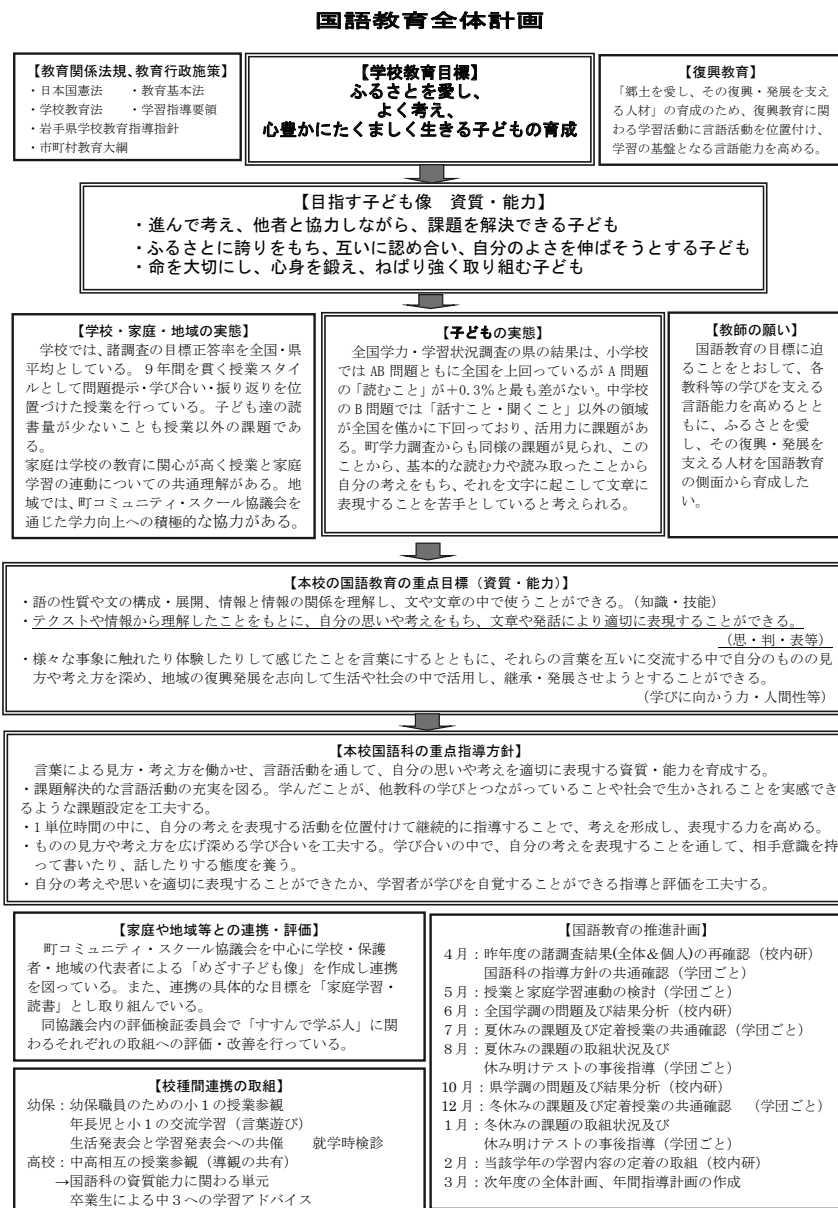 国語教育全体計画
【教育関係法規、教育行政施策】
・日本国憲法　・教育基本法
・学校教育法　・学習指導要領
・岩手県学校教育指導指針
・市町村教育大綱
【学校教育目標】
ふるさとを愛し、
よく考え、
心豊かにたくましく生きる子どもの育成
【復興教育】
「郷土を愛し、その復興・発展を支え
る人材」の育成のため、復興教育に関
わる学習活動に言語活動を位置付け、
学習の基盤となる言語能力を高める。
【目指す子ども像　資質・能力】
・進んで考え、他者と協力しながら、課題を解決できる子ども
・ふるさとに誇りをもち、互いに認め合い、自分のよさを伸ばそうとする子ども
・命を大切にし、心身を鍛え、ねばり強く取り組む子ども
【学校・家庭・地域の実態】
学校では、諸調査の目標正答率を全国・県
平均としている。９年間を貫く授業スタイ
ルとして問題提示・学び合い・振り返りを位
置づけた授業を行っている。子ども達の読
書量が少ないことも授業以外の課題であ
る。
家庭は学校の教育に関心が高く授業と家庭
学習の連動についての共通理解がある。地
域では、町コミュニティ・スクール協議会を
通じた学力向上への積極的な協力がある。
【子どもの実態】
全国学力・学習状況調査の県の結果は、小学校
では AB 問題ともに全国を上回っているが A 問題
の「読むこと」が＋0.3％と最も差がない。中学校
の B 問題では「話すこと・聞くこと」以外の領域
が全国を僅かに下回っており、活用力に課題があ
る。町学力調査からも同様の課題が見られ、この
ことから、基本的な読む力や読み取ったことから
自分の考えをもち、それを文字に起こして文章に
表現することを苦手としていると考えられる。
【教師の願い】
国語教育の目標に迫
ることをとおして、各
教科等の学びを支える
言語能力を高めるとと
もに、ふるさとを愛
し、その復興・発展を
支える人材を国語教育
の側面から育成した
い。
【本校の国語教育の重点目標（資質・能力）】
・語の性質や文の構成・展開、情報と情報の関係を理解し、文や文章の中で使うことができる。（知識・技能）
・テクストや情報から理解したことをもとに、自分の思いや考えをもち、文章や発話により適切に表現することができる。
（思・判・表等）
・様々な事象に触れたり体験したりして感じたことを言葉にするとともに、それらの言葉を互いに交流する中で自分のものの見
方や考え方を深め、地域の復興発展を志向して生活や社会の中で活用し、継承・発展させようとすることができる。
（学びに向かう力・人間性等）
【本校国語科の重点指導方針】
言葉による見方・考え方を働かせ、言語活動を通して、自分の思いや考えを適切に表現する資質・能力を育成する。
・課題解決的な言語活動の充実を図る。学んだことが、他教科の学びとつながっていることや社会で生かされることを実感でき
るような課題設定を工夫する。
・1 単位時間の中に、自分の考えを表現する活動を位置付けて継続的に指導することで、考えを形成し、表現する力を高める。
・ものの見方や考え方を広げ深める学び合いを工夫する。学び合いの中で、自分の考えを表現することを通して、相手意識を持
って書いたり、話したりする態度を養う。
・自分の考えや思いを適切に表現することができたか、学習者が学びを自覚することができる指導と評価を工夫する。
【家庭や地域等との連携・評価】
町コミュニティ・スクール協議会を中心に学校・保護
者・地域の代表者による「めざす子ども像」を作成し連携
を図っている。また、連携の具体的な目標を「家庭学習・
読書」とし取り組んでいる。
同協議会内の評価検証委員会で「すすんで学ぶ人」に関
わるそれぞれの取組への評価・改善を行っている。
【校種間連携の取組】
幼保：幼保職員のための小１の授業参観
年長児と小１の交流学習（言葉遊び）
生活発表会と学習発表会への共催　就学時検診
高校：中高相互の授業参観（導観の共有）
→国語科の資質能力に関わる単元
卒業生による中３への学習アドバイス
【国語教育の推進計画】
４月：昨年度の諸調査結果(全体＆個人)の再確認（校内研）
国語科の指導方針の共通確認（学団ごと）
５月：授業と家庭学習連動の検討（学団ごと）
６月：全国学調の問題及び結果分析（校内研）
７月：夏休みの課題及び定着授業の共通確認（学団ごと）
８月：夏休みの課題の取組状況及び
休み明けテストの事後指導（学団ごと）
10 月：県学調の問題及び結果分析（校内研）
12 月：冬休みの課題及び定着授業の共通確認　（学団ごと）
１月：冬休みの課題の取組状況及び
休み明けテストの事後指導（学団ごと）
２月：当該学年の学習内容の定着の取組（校内研）
３月：次年度の全体計画、年間指導計画の作成